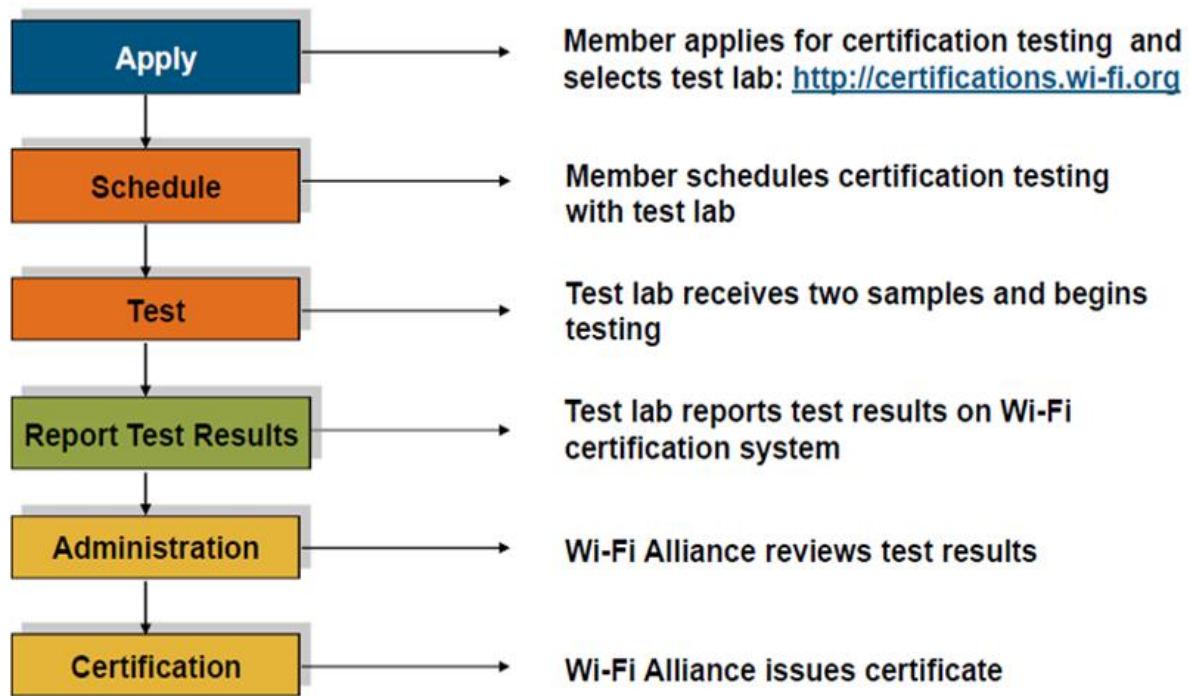 Apply
Member applies for certification testing and
selects test lab: http://certifications.wi-fi.org
Schedule
Member schedules certification testing
with test lab
Test
Test lab receives two samples and begins
testing
Report Test Results
Test lab reports test results on Wi-Fi
certification system
Administration
Wi-Fi Alliance reviews test results
Certification
Wi-Fi Alliance issues certificate